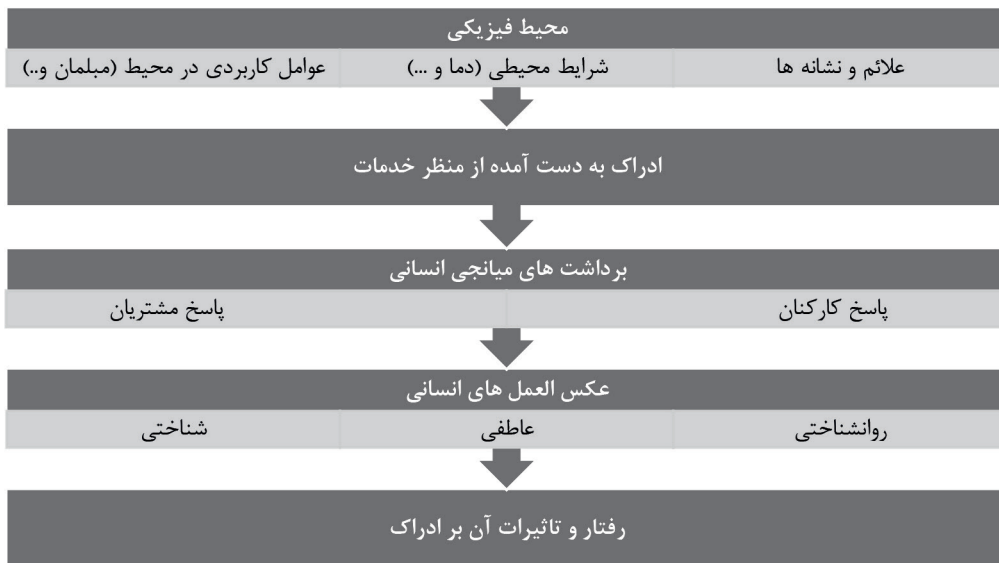 محیط فیزیکی
علائم و نشانه ها
شرایط محیطی (دما و ...)
عوامل کاربردی در محیط (مبلمان و..)
ادراک به دست آمده از منظر خدمات
برداشت های میانجی انسانی
پاسخ کارکنان
پاسخ مشتریان
عکس العمل های انسانی
روانشناختی
عاطفی
شناختی
رفتار و تاثیرات آن بر ادراک